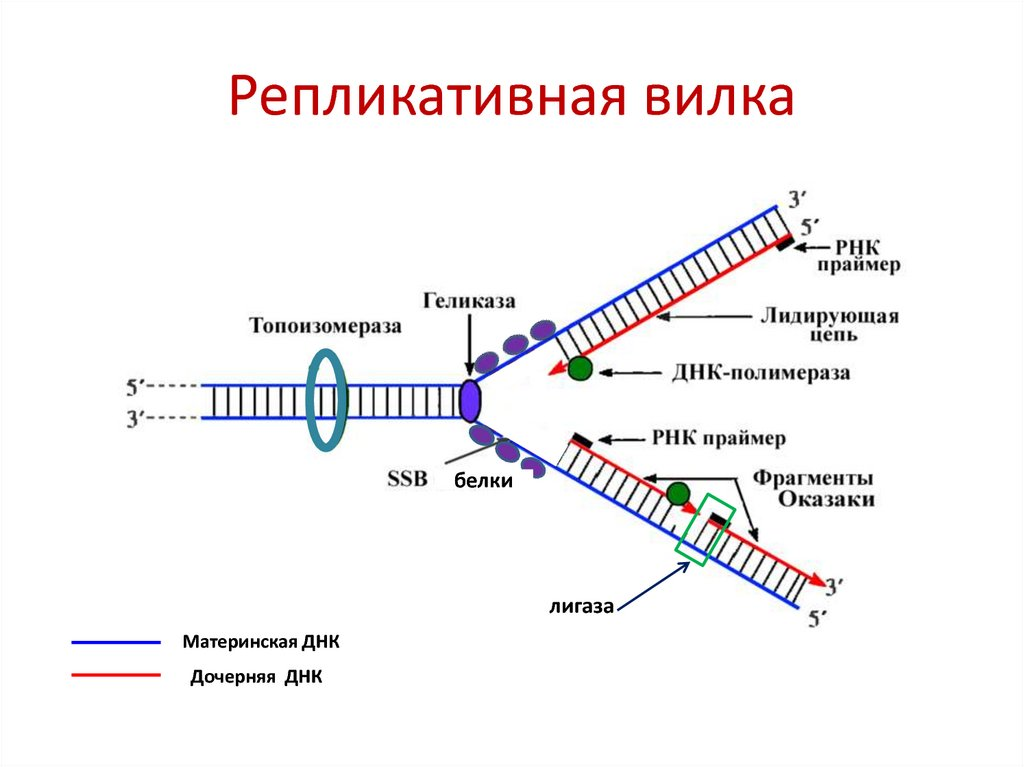 Репликативная вилка
3′
5′
РНК
праймер
Геликаза
Топоизомераза
Лидирующая
цепь
5′
3′
ДНК-полимераза
РНК праймер
SSB белки
Фрагменты
Оказаки
3′
5′
лигаза
Материнская ДНК
Дочерняя ДНК